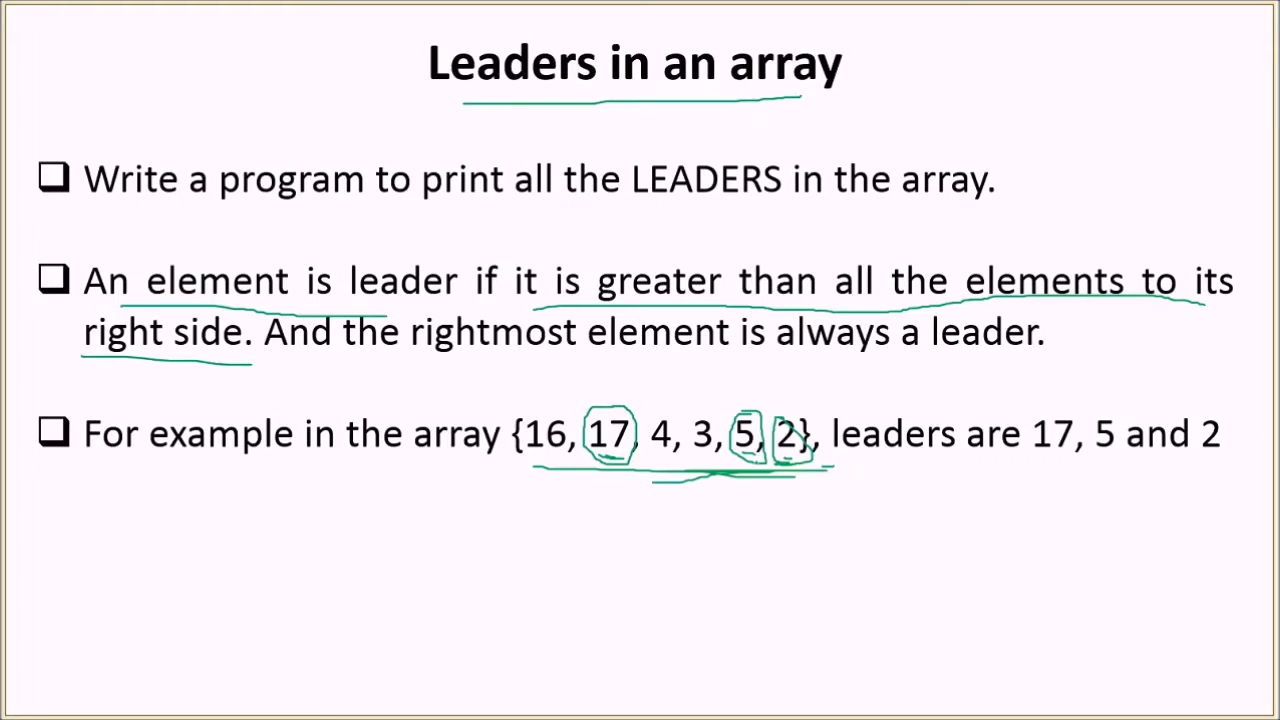 Leaders in an array
❑ Write a program to print all the LEADERS in the array.
❑ An element is leader if it is greater than all the elements to its
right side. And the rightmost element is always a leader.
❑ For example in the array {16, 17, 4, 3, 5, 2}, leaders are 17, 5 and 2